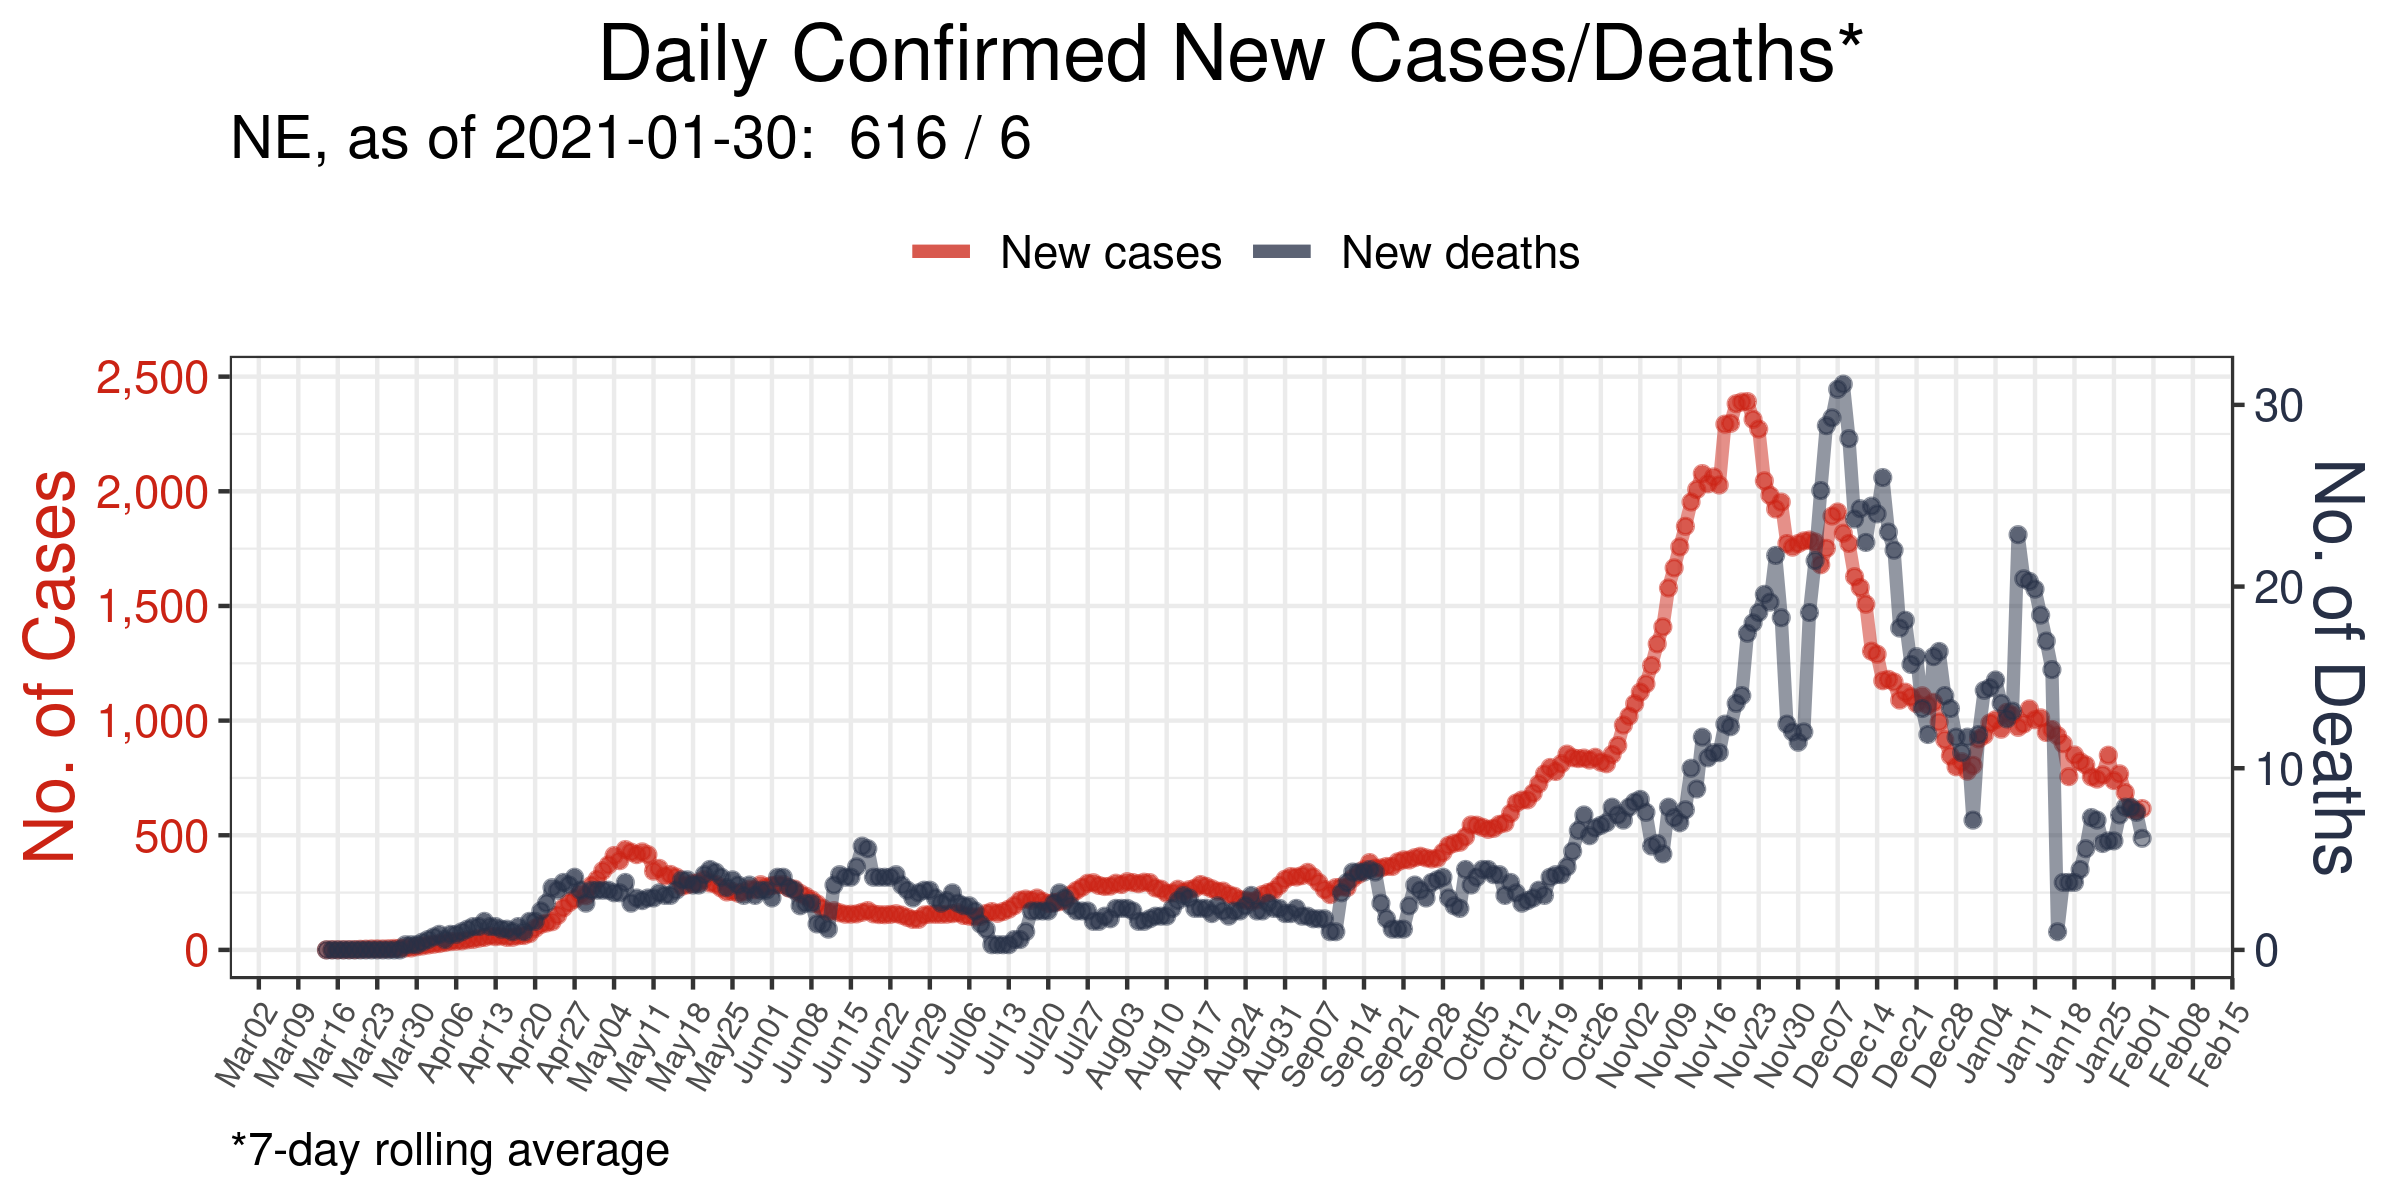 Daily Confirmed New Cases/Deaths*
NE, as of 2021-01-30:  616 / 6
New cases
New deaths
No. of Cases
2,500
2,000
1,500
1,000
500
0
30
20
10
0
No. of Deaths
Mar02
Mar09
Mar16
Mar23
Mar30
Apr06
Apr13
Apr20
Apr27
May04
May11
May18
May25
Jun01
Jun08
Jun15
Jun22
Jun29
Jul06
Jul13
Jul20
Jul27
Aug03
Aug10
Aug17
Aug24
Aug31
Sep07
Sep14
Sep21
Sep28
Oct05
Oct12
Oct19
Oct26
Nov02
Nov09
Nov16
Nov23
Nov30
Dec07
Dec14
Dec21
Dec28
Jan04
Jan11
Jan18
Jan25
Feb01
Feb08
Feb15
*7-day rolling average